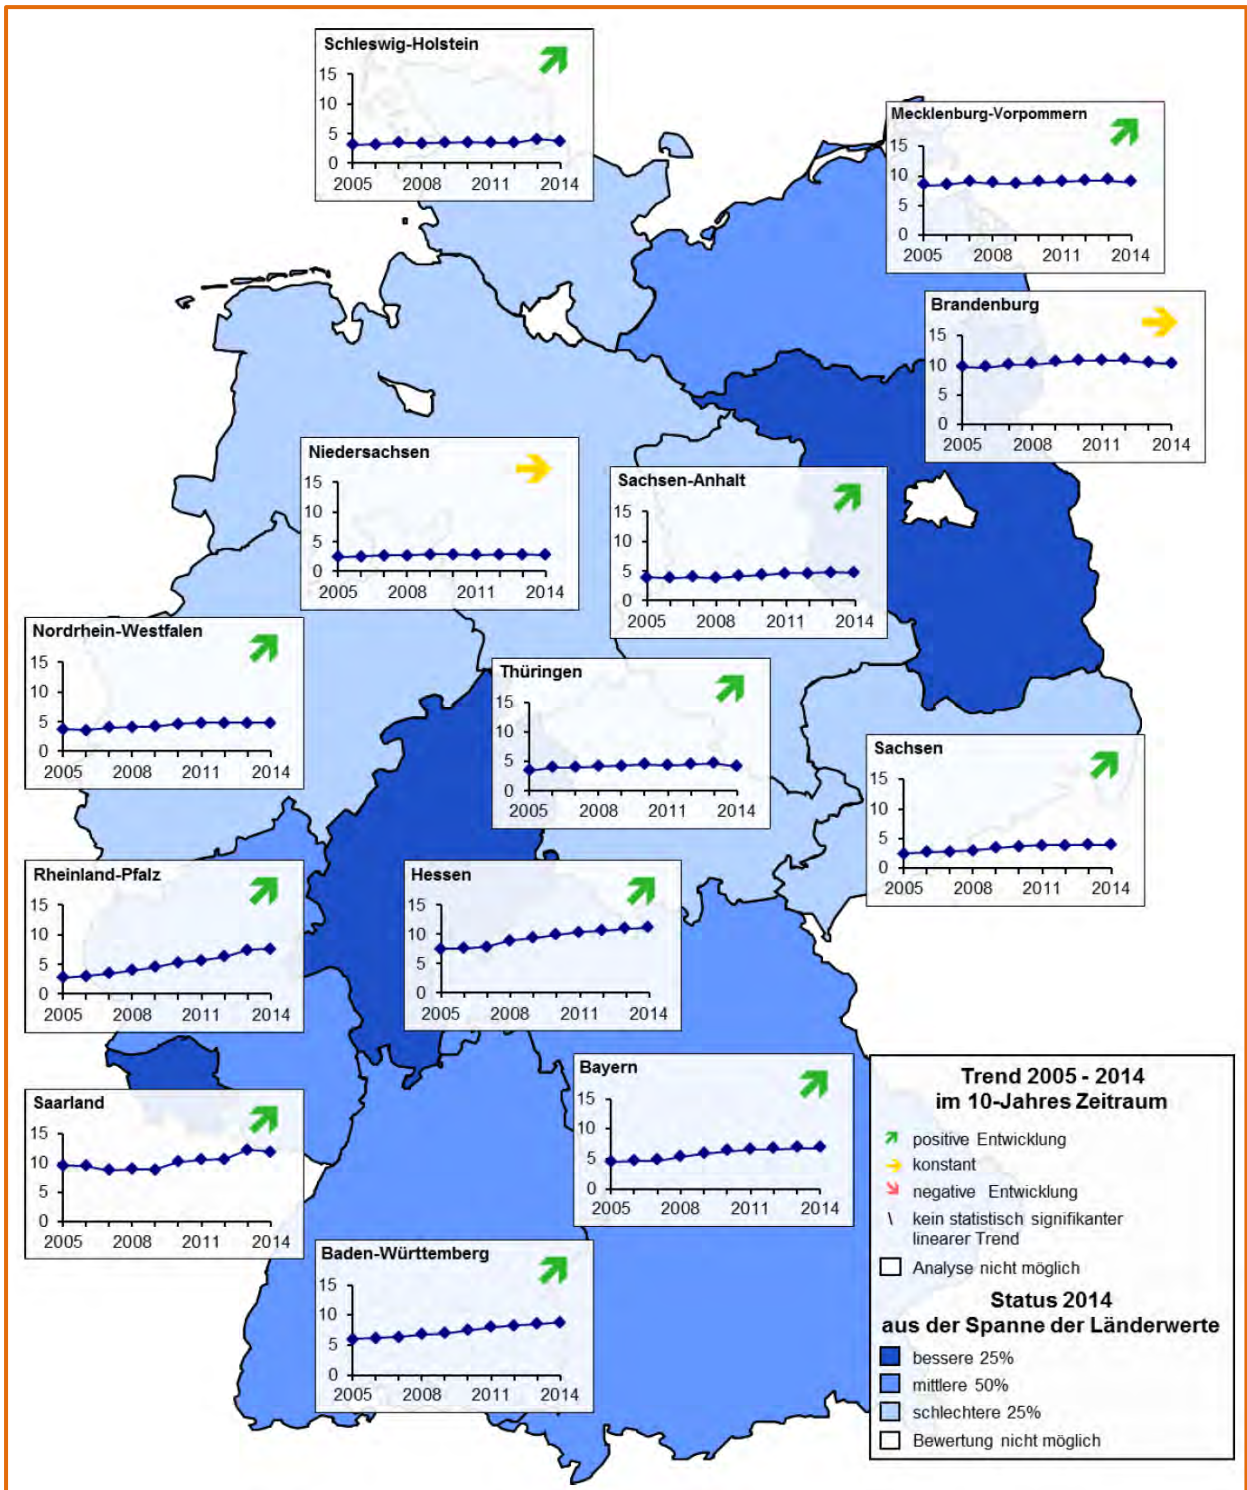 Schleswig-Holstein
15
10
5
0
2005 2008 2011 2014
Mecklenburg-Vorpommern
15
10
5
0
2005 2008 2011 2014
Brandenburg
15
10
5
0
2005 2008 2011 2014
Niedersachsen
15
10
5
0
2005 2008 2011 2014
Sachsen-Anhalt
15
10
5
0
2005 2008 2011 2014
Nordrhein-Westfalen
15
10
5
0
2005 2008 2011 2014
Thüringen
15
10
5
0
2005 2008 2011 2014
Sachsen
15
10
5
0
2005 2008 2011 2014
Rheinland-Pfalz
15
10
5
0
2005 2008 2011 2014
Hessen
15
10
5
0
2005 2008 2011 2014
Saarland
15
10
5
0
2005 2008 2011 2014
Bayern
15
10
5
0
2005 2008 2011 2014
Baden-Württemberg
15
10
5
0
2005 2008 2011 2014
Trend 2005 - 2014
im 10-Jahres Zeitraum
positive Entwicklung
konstant
negative Entwicklung
\ kein statistisch signifikanter
linearer Trend
Analyse nicht möglich
Status 2014
aus der Spanne der Länderwerte
bessere 25%
mittlere 50%
schlechtere 25%
Bewertung nicht möglich